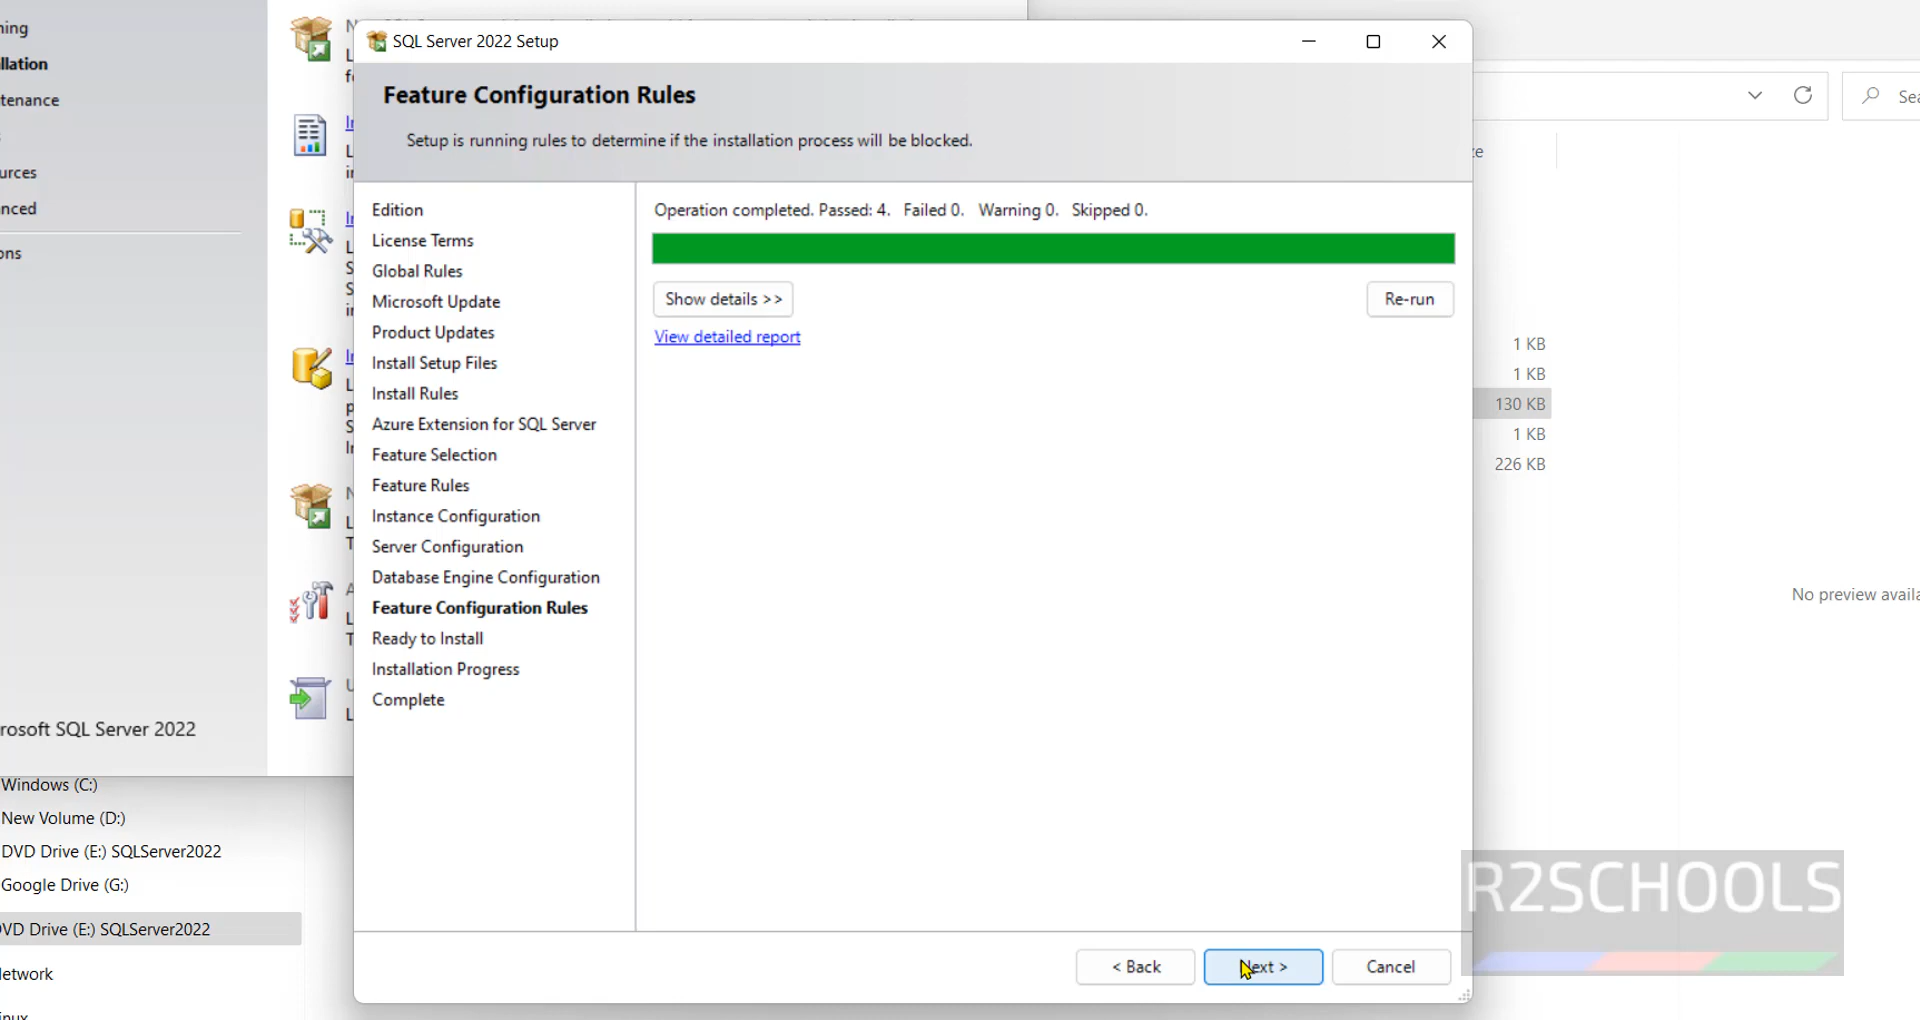 SQL Server 2022 Setup
Feature Configuration Rules
Setup is running rules to determine if the installation process will be blocked.
Edition
License Terms
Global Rules
Microsoft Update
Product Updates
Install Setup Files
Install Rules
Azure Extension for SQL Server
Feature Selection
Feature Rules
Instance Configuration
Server Configuration
Database Engine Configuration
Feature Configuration Rules
Ready to Install
Installation Progress
Complete
Operation completed. Passed: 4. Failed 0. Warning 0. Skipped 0.
Show details >>
Re-run
View detailed report
< Back
Next >
Cancel
ning
llation
tenance
urces
nced
ons
rosoft SQL Server 2022
Windows (C:)
New Volume (D:)
DVD Drive (E:) SQLServer2022
Google Drive (G:)
VD Drive (E:) SQLServer2022
letwork
Sea
ze
1 KB
1 KB
130 KB
1 KB
226 KB
No preview availa
R2SCHOOLS